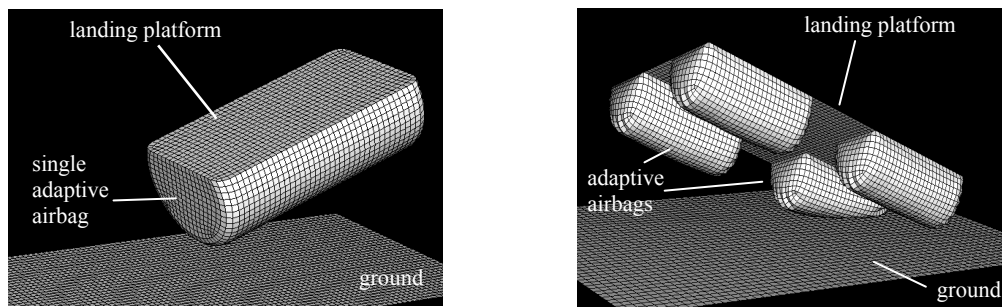 landing platform
single
adaptive
airbag
ground
landing platform
adaptive
airbags
ground